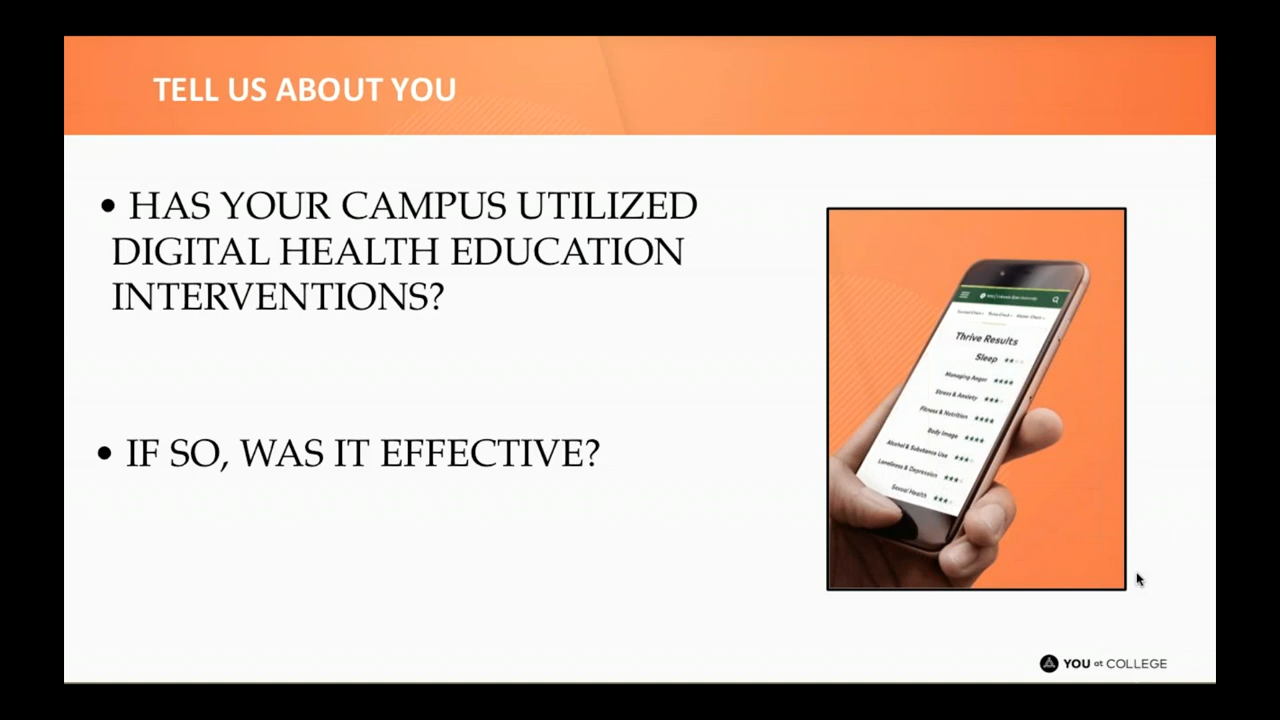 TELL US ABOUT YOU
• HAS YOUR CAMPUS UTILIZED
DIGITAL HEALTH EDUCATION
INTERVENTIONS?
• IF SO, WAS IT EFFECTIVE?
Thrive Results
Sleep
Managing Anger
Stress & Anxiety
Fitness & Nutrition
Body Image
Alcohol & Substance Use
Loneliness & Depression
Sexual Health
YOU at COLLEGE